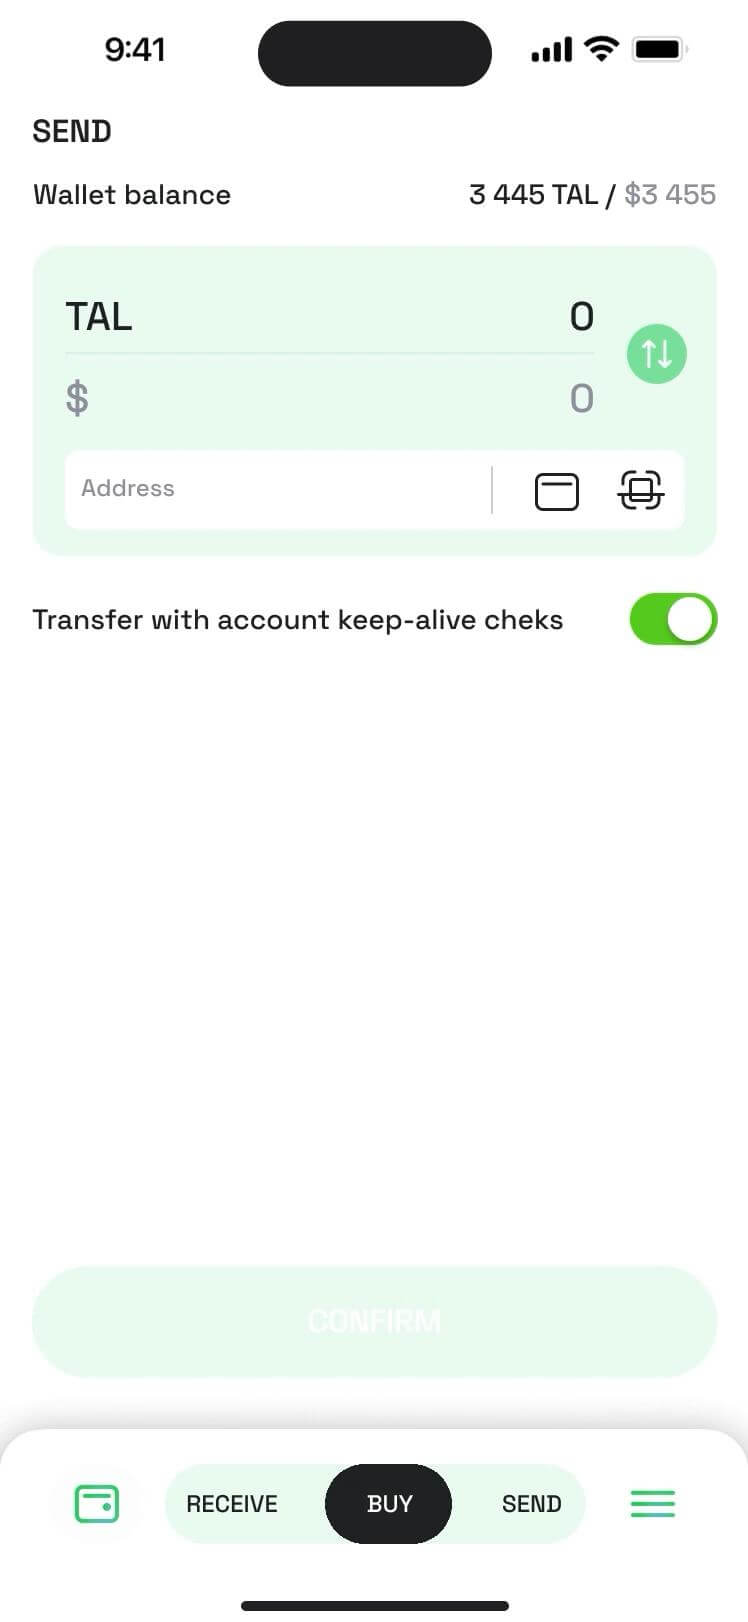 9:41
SEND
Wallet balance 3 445 TAL / $3 455
TAL 0
$ 0
Address
Transfer with account keep-alive cheks
CONFIRM
RECEIVE BUY SEND